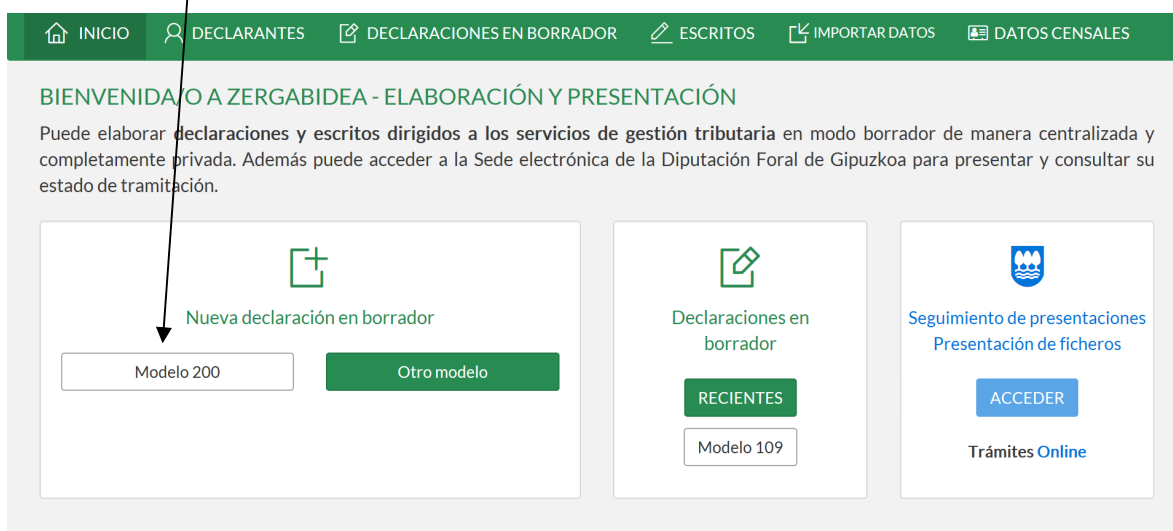 INICIO DECLARANTES DECLARACIONES EN BORRADOR ESCRITOS IMPORTAR DATOS DATOS CENSALES
BIENVENIDA/O A ZERGABIDEA - ELABORACIÓN Y PRESENTACIÓN
Puede elaborar declaraciones y escritos dirigidos a los servicios de gestión tributaria en modo borrador de manera centralizada y
completamente privada. Además puede acceder a la Sede electrónica de la Diputación Foral de Gipuzkoa para presentar y consultar su
estado de tramitación.
Nueva declaración en borrador
Modelo 200
Otro modelo
Declaraciones en
borrador
RECIENTES
Modelo 109
Seguimiento de presentaciones
Presentación de ficheros
ACCEDER
Trámites Online